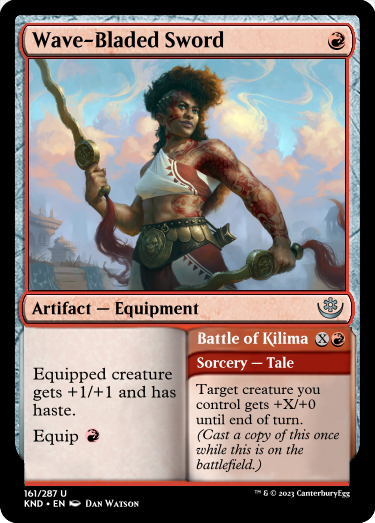 Wave-Bladed Sword
Artifact — Equipment
Equipped creature
gets +1/+1 and has
haste.
Equip
Battle of Kilima X
Sorcery — Tale
Target creature you
control gets +X/+0
until end of turn.
(Cast a copy of this once
while this is on the
battlefield.)
161/287 U
KND • EN Dan Watson
™ & © 2023 CanterburyEgg